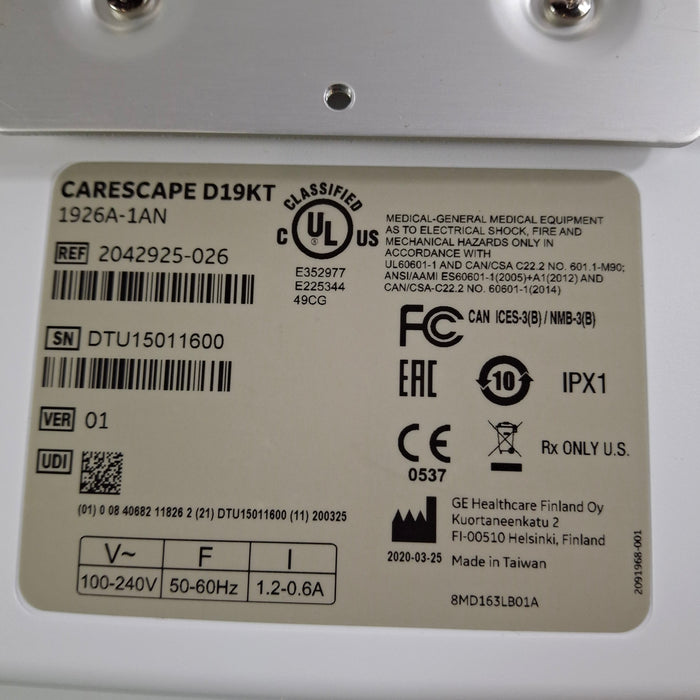 CARESCAPE D19KT
1926A-1AN
REF 2042925-026
SN DTU15011600
VER 01
UDI
(01) 0 08 40682 11826 2 (21) DTU15011600 (11) 200325
V~ F I
100-240V 50-60Hz 1.2-0.6A
CLASSIFIED
C UL US
E352977
E225344
49CG
MEDICAL-GENERAL MEDICAL EQUIPMENT
AS TO ELECTRICAL SHOCK, FIRE AND
MECHANICAL HAZARDS ONLY IN
ACCORDANCE WITH
UL60601-1 AND CAN/CSA C22.2 NO. 601.1-M90;
ANSI/AAMI ES60601-1(2005)+A1(2012) AND
CAN/CSA-C22.2 NO. 60601-1(2014)
FC CAN ICES-3(B) / NMB-3(B)
EAC 10 IPX1
CE
0537
Rx ONLY U.S.
2020-03-25
GE Healthcare Finland Oy
Kuortaneenkatu 2
FI-00510 Helsinki, Finland
Made in Taiwan
8MD163LB01A
2091968-001